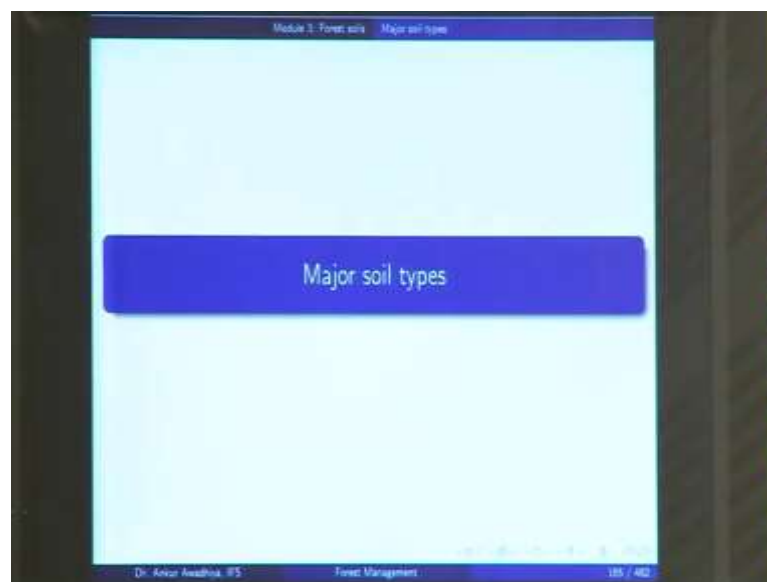 Module 3: Forest soils Major soil types
Major soil types
Dr. Ankur Awadhiya, IFS Forest Management 185 / 482